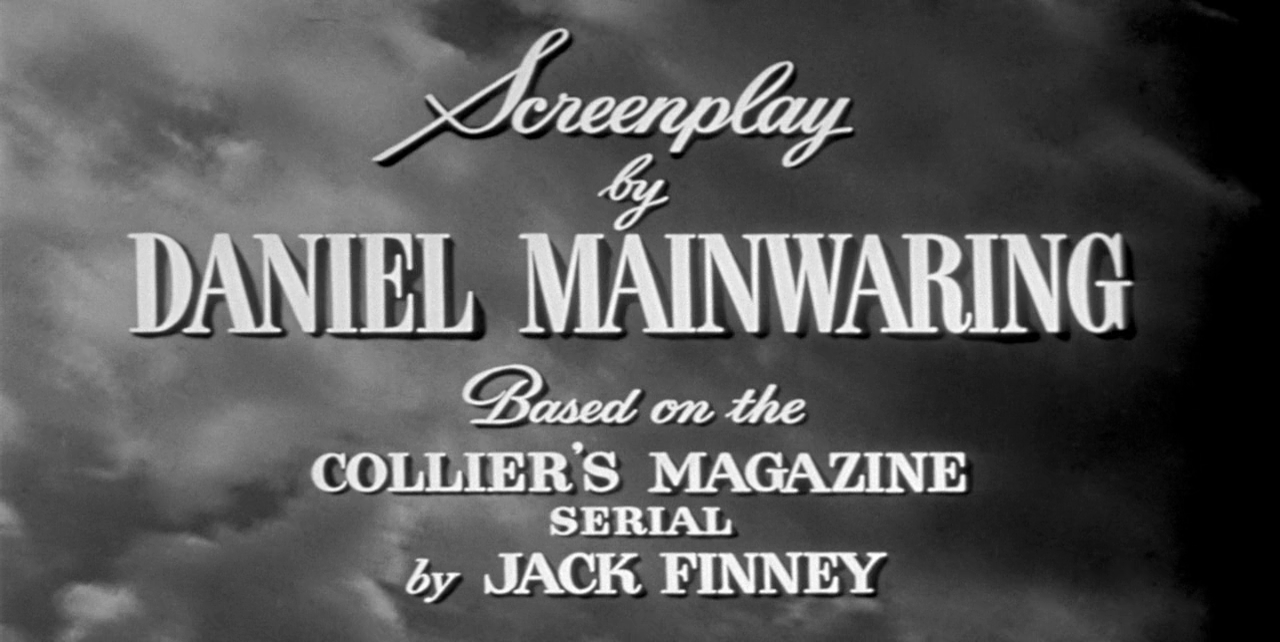 Screenplay
by
DANIEL MAINWARING
Based on the
COLLIER'S MAGAZINE
SERIAL
by JACK FINNEY